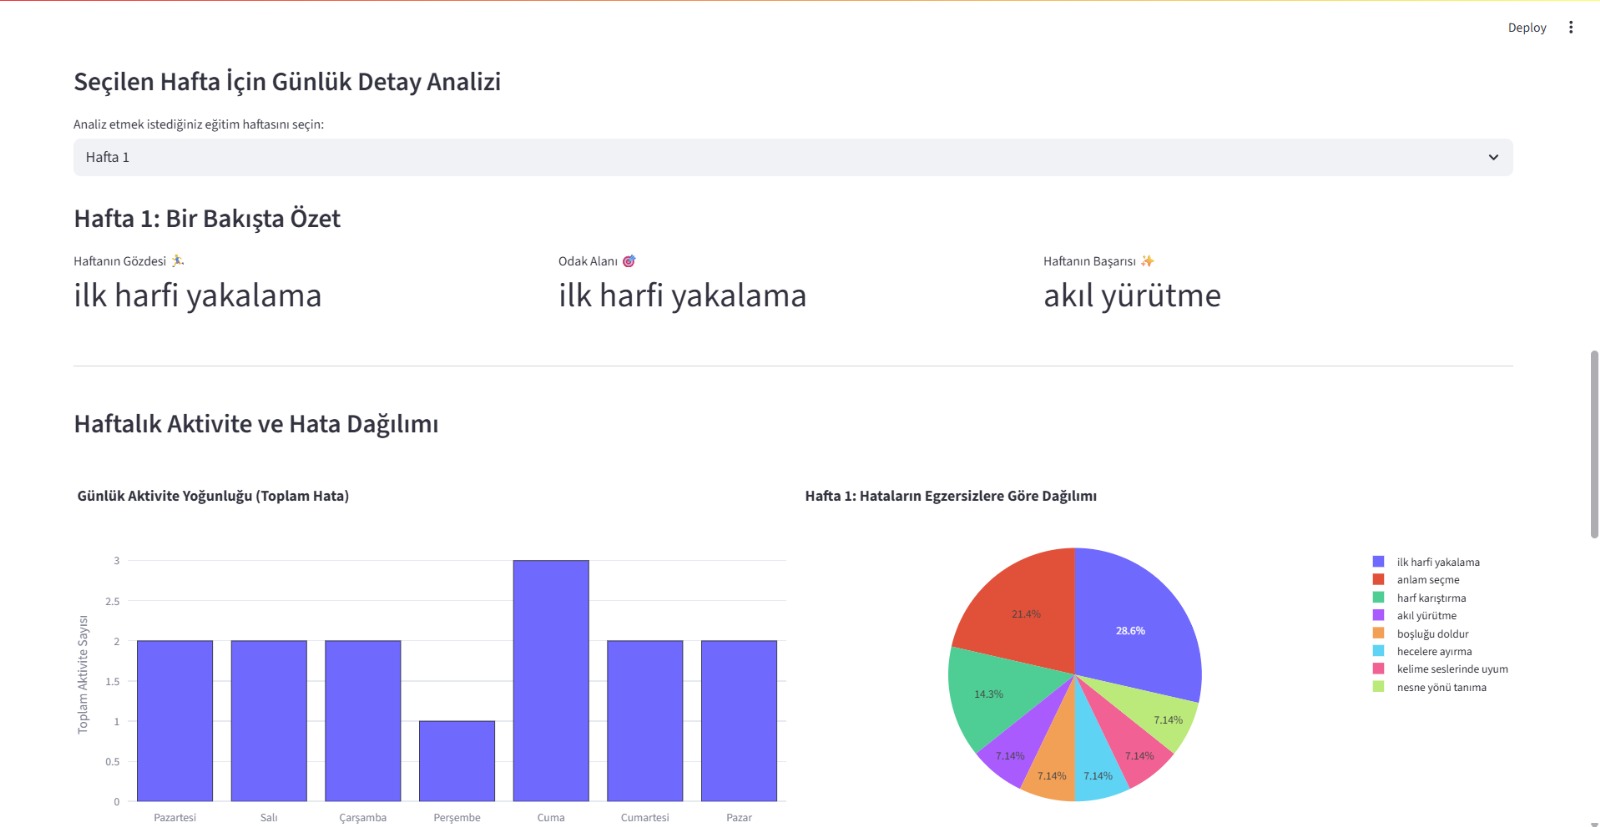 Deploy
Seçilen Hafta İçin Günlük Detay Analizi
Analiz etmek istediğiniz eğitim haftasını seçin:
Hafta 1
Hafta 1: Bir Bakışta Özet
Haftanın Gözdesi
ilk harfi yakalama
Odak Alanı
ilk harfi yakalama
Haftanın Başarısı
akıl yürütme
Haftalık Aktivite ve Hata Dağılımı
Günlük Aktivite Yoğunluğu (Toplam Hata)
Toplam Aktivite Sayısı
3
2.5
2
1.5
1
0.5
0
Pazartesi
Salı
Çarşamba
Perşembe
Cuma
Cumartesi
Pazar
Hafta 1: Hataların Egzersizlere Göre Dağılımı
28.6%
21.4%
14.3%
7.14%
7.14%
7.14%
7.14%
7.14%
ilk harfi yakalama
anlam seçme
harf karıştırma
akıl yürütme
boşluğu doldur
hecelere ayırma
kelime seslerinde uyum
nesne yönü tanıma